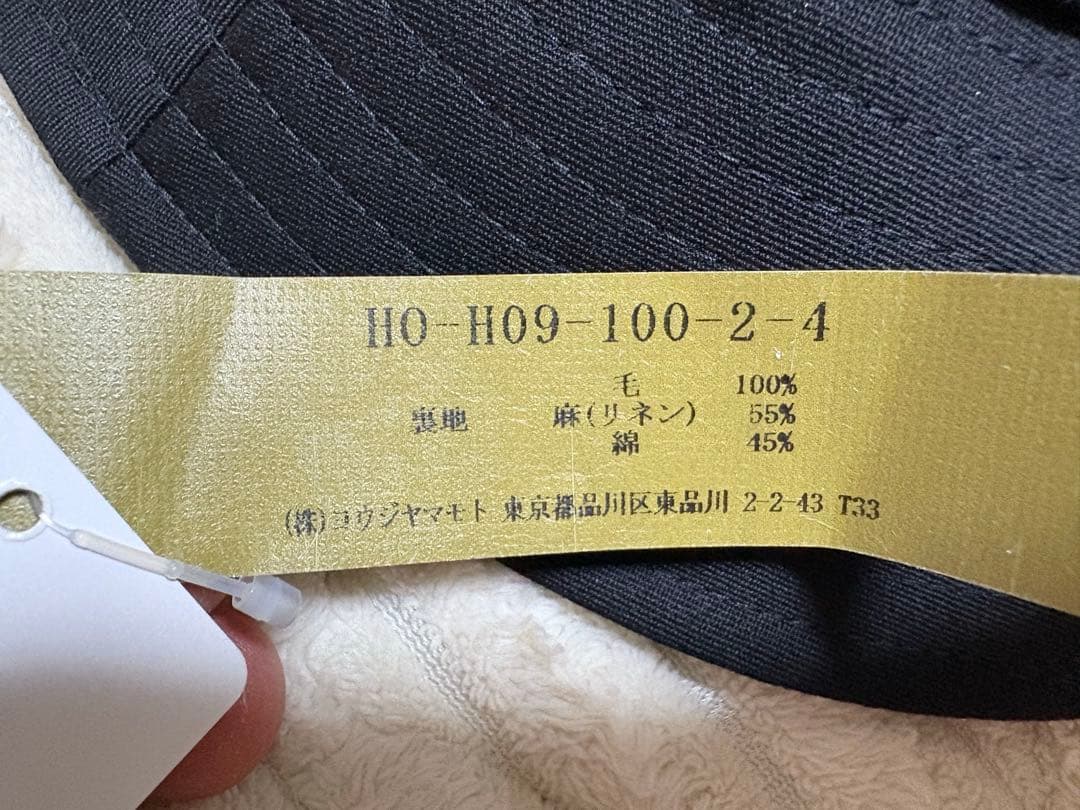 HO-H09-100-2-4
毛 100%
裏地 麻(リネン) 55%
綿 45%
(株)ヨウジヤマモト 東京都品川区東品川 2-2-43 T33